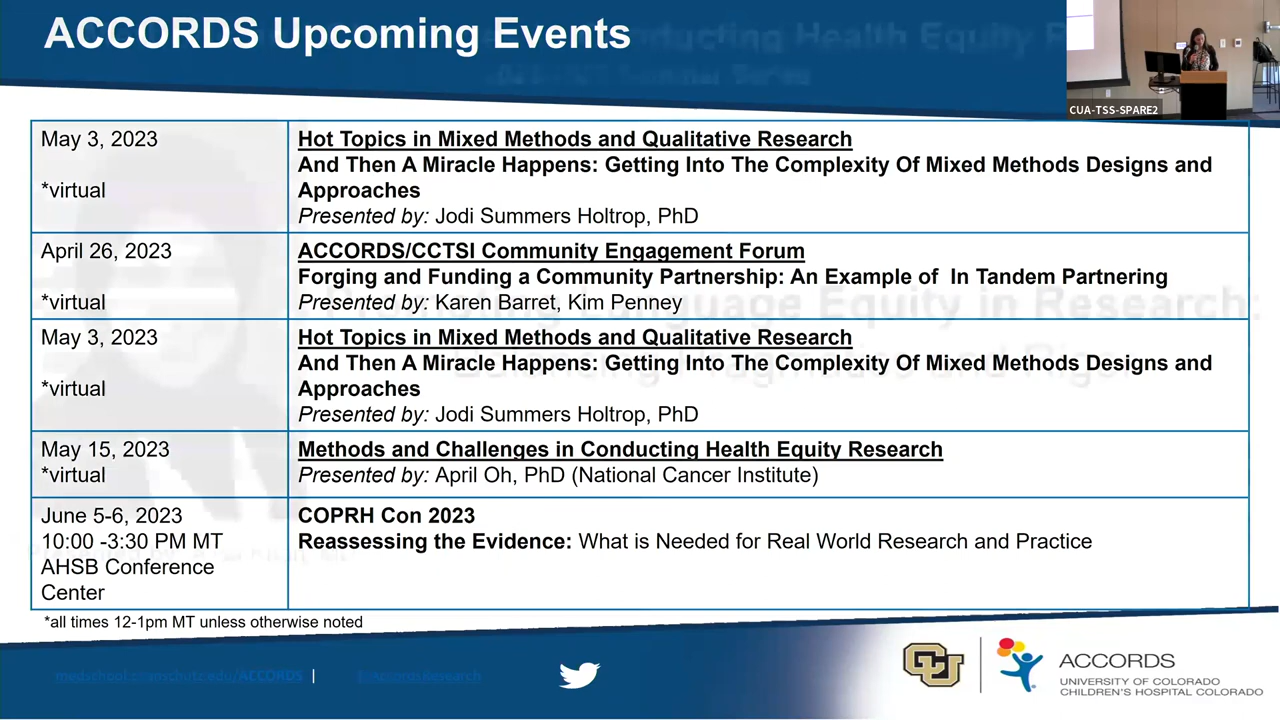 ACCORDS Upcoming Events
CUA-TSS-SPARE2
May 3, 2023
*virtual
Hot Topics in Mixed Methods and Qualitative Research
And Then A Miracle Happens: Getting Into The Complexity Of Mixed Methods Designs and
Approaches
Presented by: Jodi Summers Holtrop, PhD
April 26, 2023
*virtual
ACCORDS/CCTSI Community Engagement Forum
Forging and Funding a Community Partnership: An Example of In Tandem Partnering
Presented by: Karen Barret, Kim Penney
May 3, 2023
*virtual
Hot Topics in Mixed Methods and Qualitative Research
And Then A Miracle Happens: Getting Into The Complexity Of Mixed Methods Designs and
Approaches
Presented by: Jodi Summers Holtrop, PhD
May 15, 2023
*virtual
Methods and Challenges in Conducting Health Equity Research
Presented by: April Oh, PhD (National Cancer Institute)
June 5-6, 2023
10:00 -3:30 PM MT
AHSB Conference
Center
COPRH Con 2023
Reassessing the Evidence: What is Needed for Real World Research and Practice
*all times 12-1pm MT unless otherwise noted
medschool.cuanschutz.edu/ACCORDS |
@AccordsResearch
CU
ACCORDS
UNIVERSITY OF COLORADO
CHILDREN'S HOSPITAL COLORADO